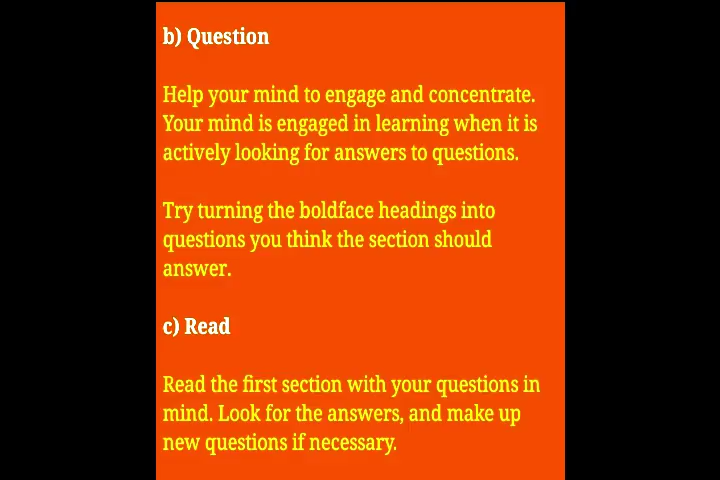 b) Question
Help your mind to engage and concentrate.
Your mind is engaged in learning when it is
actively looking for answers to questions.
Try turning the boldface headings into
questions you think the section should
answer.
c) Read
Read the first section with your questions in
mind. Look for the answers, and make up
new questions if necessary.